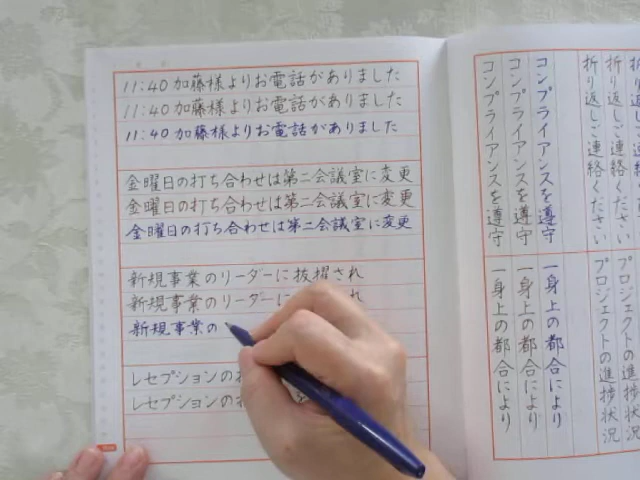 11:40 加藤様よりお電話がありました
11:40 加藤様よりお電話がありました
11:40 加藤様よりお電話がありました
金曜日の打ち合わせは第二会議室に変更
金曜日の打ち合わせは第二会議室に変更
金曜日の打ち合わせは第二会議室に変更
新規事業のリーダーに抜擢され
新規事業のリーダーに れ
新規事業の
レセプションの
レセプションの
折り返しご連絡ください
折り返しご連絡ください
コンプライアンスを遵守
コンプライアンスを遵守
コンプライアンスを遵守
プロジェクトの進捗状況
プロジェクトの進捗状況
一身上の都合により
一身上の都合により
一身上の都合により